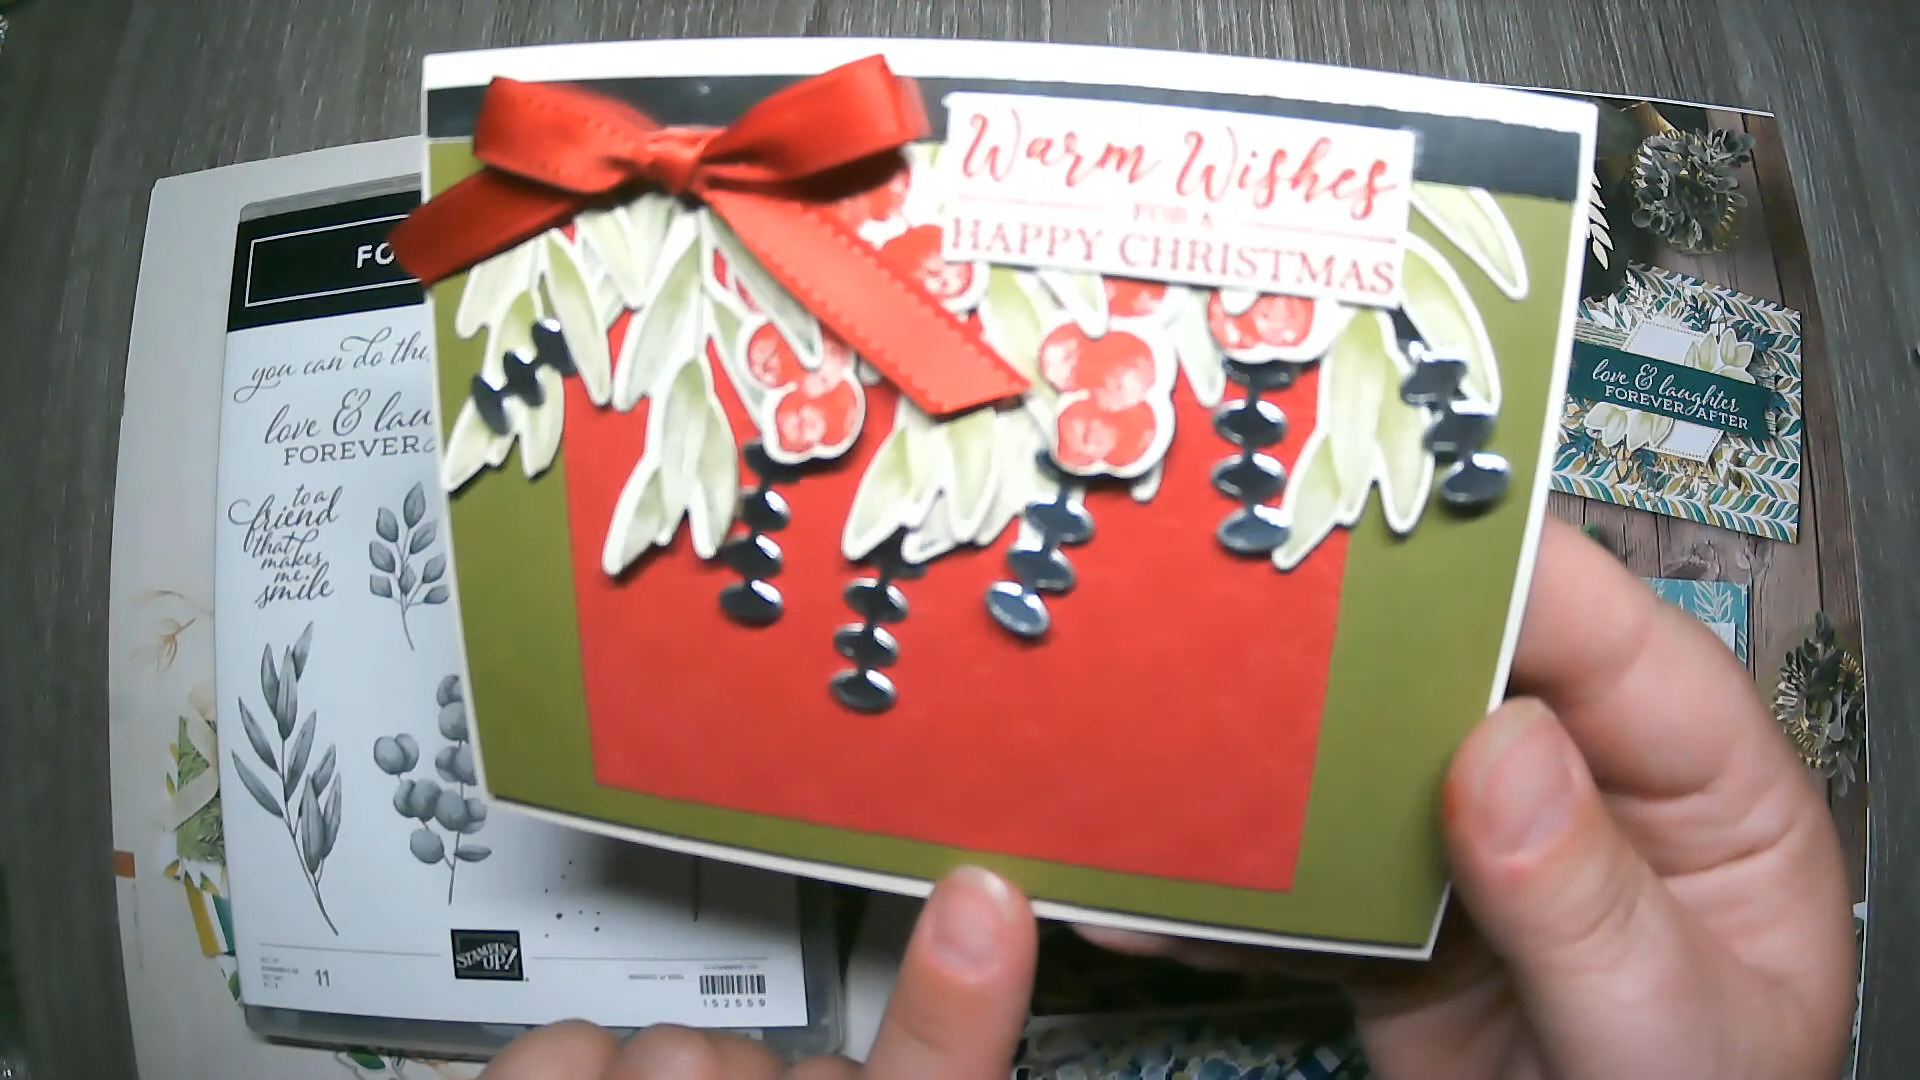 Warm Wishes
FOR A
HAPPY CHRISTMAS
FO
you can do thi
love & lau
FOREVER
to a
friend
that
makes
me
smile
STAMPIN'
UP!
11
152559
love & laughter
FOREVER AFTER